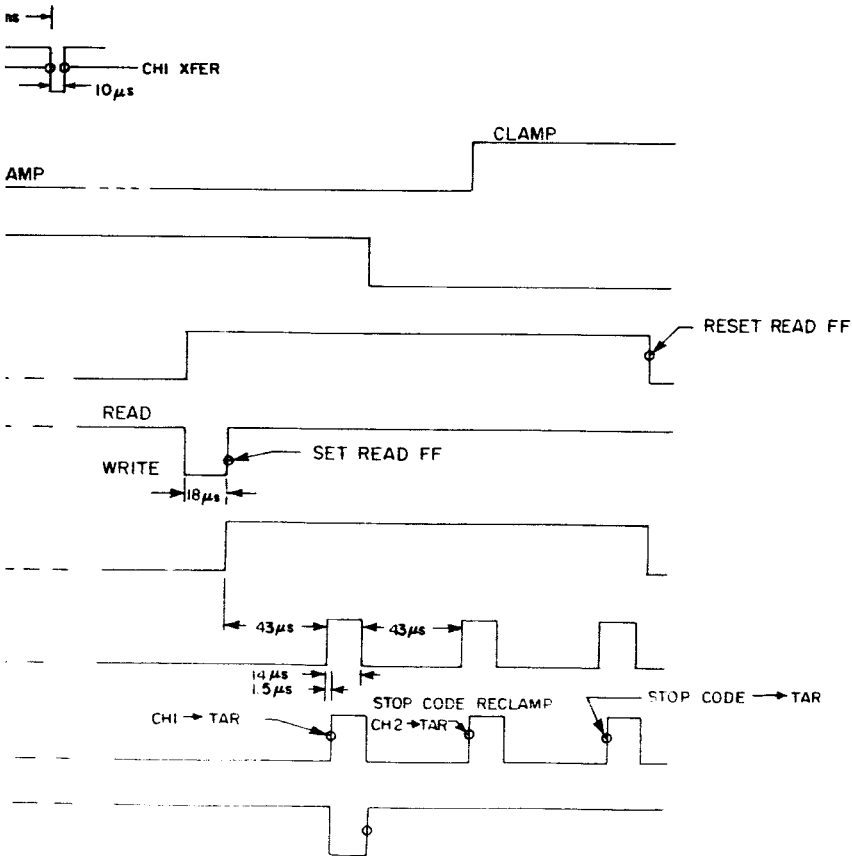 ns
CH1 XFER
10μs
CLAMP
AMP
RESET READ FF
READ
SET READ FF
WRITE
18μs
43μs 43μs
14μs
1.5μs
STOP CODE RECLAMP
STOP CODE → TAR
CH1 → TAR
CH2 → TAR